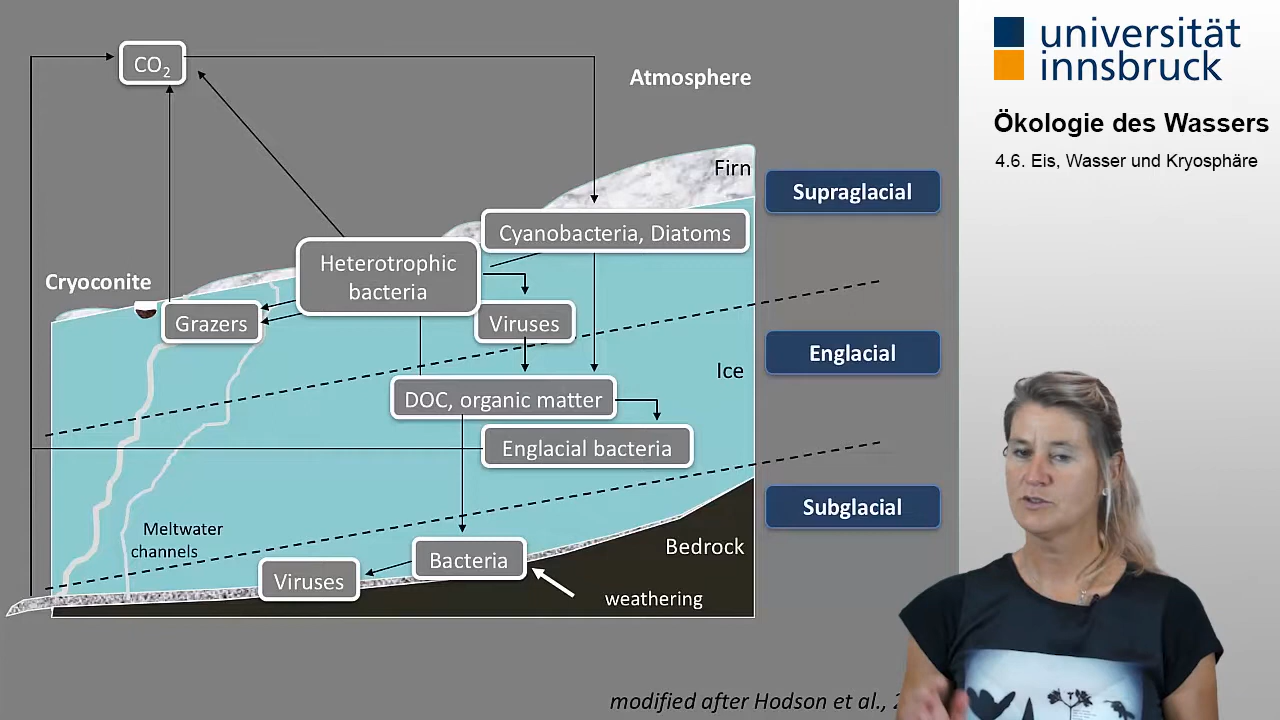 universität
innsbruck
Ökologie des Wassers
4.6. Eis, Wasser und Kryosphäre
CO2
Atmosphere
Firn
Supraglacial
Cyanobacteria, Diatoms
Heterotrophic
bacteria
Cryoconite
Grazers
Viruses
Englacial
Ice
DOC, organic matter
Englacial bacteria
Subglacial
Meltwater
channels
Bedrock
Bacteria
Viruses
weathering
modified after Hodson et al.,